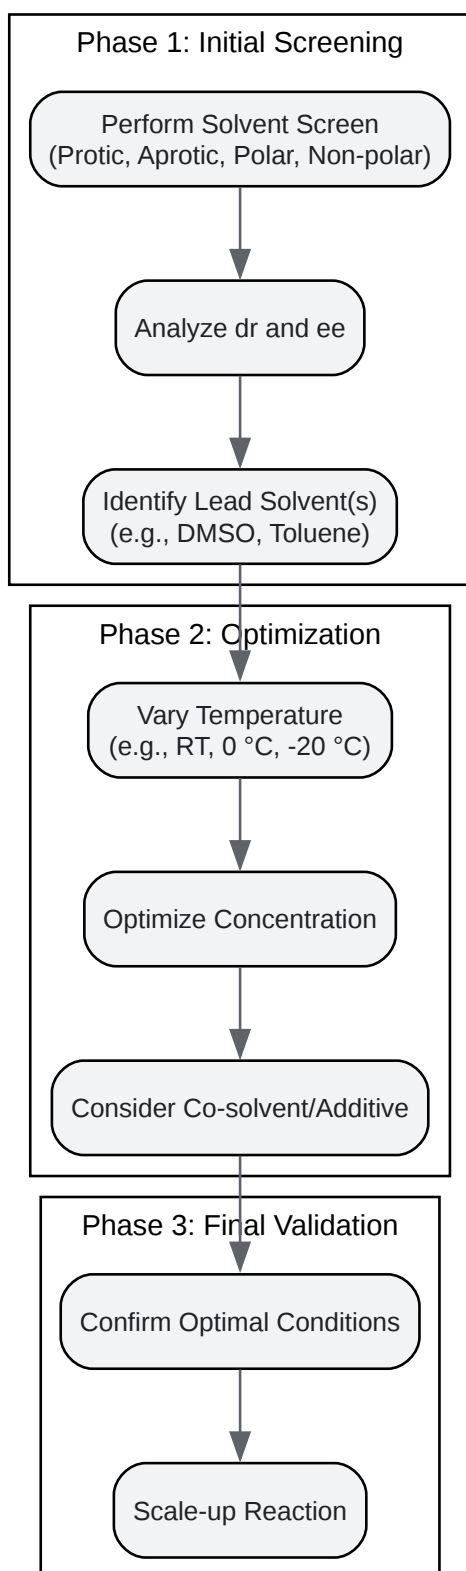 Phase 1: Initial Screening
Perform Solvent Screen
(Protic, Aprotic, Polar, Non-polar)
Analyze dr and ee
Identify Lead Solvent(s)
(e.g., DMSO, Toluene)
Phase 2: Optimization
Vary Temperature
(e.g., RT, 0 °C, -20 °C)
Optimize Concentration
Consider Co-solvent/Additive
Phase 3: Final Validation
Confirm Optimal Conditions
Scale-up Reaction